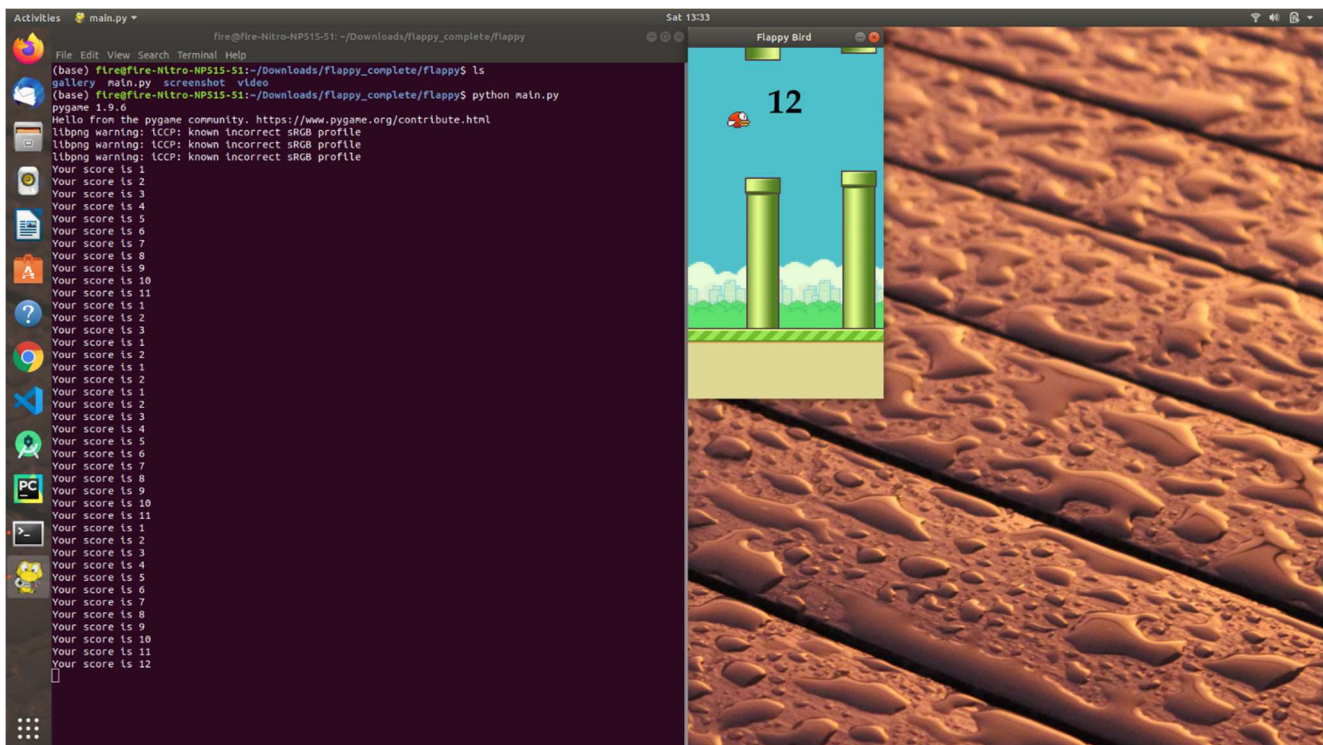 Activities main.py Sat 13:33
fire@fire-Nitro-NP515-51: ~/Downloads/flappy_complete/flappy
Flappy Bird
File Edit View Search Terminal Help
(base) fire@fire-Nitro-NP515-51:~/Downloads/flappy_complete/flappy$ ls
gallery main.py screenshot video
(base) fire@fire-Nitro-NP515-51:~/Downloads/flappy_complete/flappy$ python main.py
pygame 1.9.6
Hello from the pygame community. https://www.pygame.org/contribute.html
libpng warning: iCCP: known incorrect sRGB profile
libpng warning: iCCP: known incorrect sRGB profile
libpng warning: iCCP: known incorrect sRGB profile
Your score is 1
Your score is 2
Your score is 3
Your score is 4
Your score is 5
Your score is 6
Your score is 7
Your score is 8
Your score is 9
Your score is 10
Your score is 11
Your score is 1
Your score is 2
Your score is 3
Your score is 1
Your score is 2
Your score is 1
Your score is 2
Your score is 1
Your score is 2
Your score is 3
Your score is 4
Your score is 5
Your score is 6
Your score is 7
Your score is 8
Your score is 9
Your score is 10
Your score is 11
Your score is 1
Your score is 2
Your score is 3
Your score is 4
Your score is 5
Your score is 6
Your score is 7
Your score is 8
Your score is 9
Your score is 10
Your score is 11
Your score is 12
12
PC